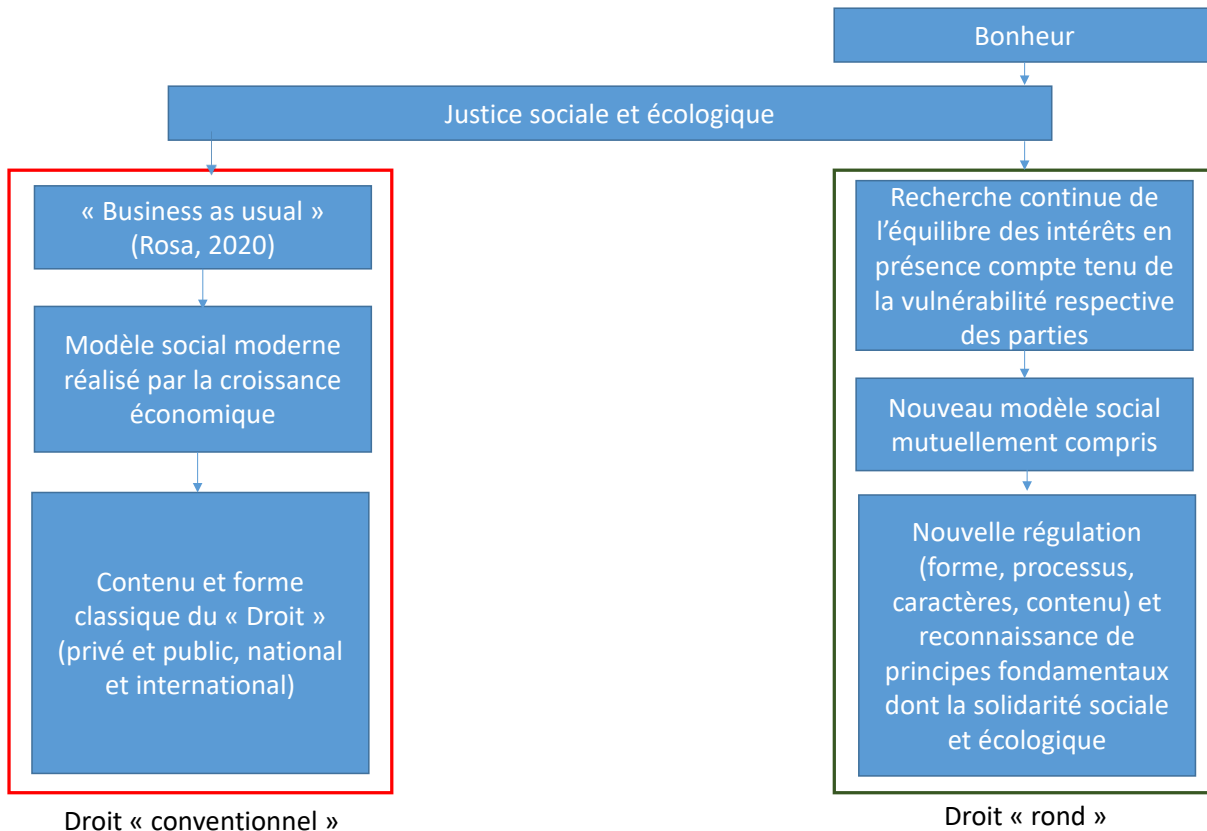 Bonheur
Justice sociale et écologique
« Business as usual »
(Rosa, 2020)
Modèle social moderne
réalisé par la croissance
économique
Contenu et forme
classique du « Droit »
(privé et public, national
et international)
Droit « conventionnel »
Recherche continue de
l’équilibre des intérêts en
présence compte tenu de
la vulnérabilité respective
des parties
Nouveau modèle social
mutuellement compris
Nouvelle régulation
(forme, processus,
caractères, contenu) et
reconnaissance de
principes fondamentaux
dont la solidarité sociale
et écologique
Droit « rond »